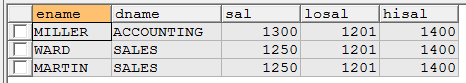 ename dname sal losal hisal
MILLER ACCOUNTING 1300 1201 1400
WARD SALES 1250 1201 1400
MARTIN SALES 1250 1201 1400